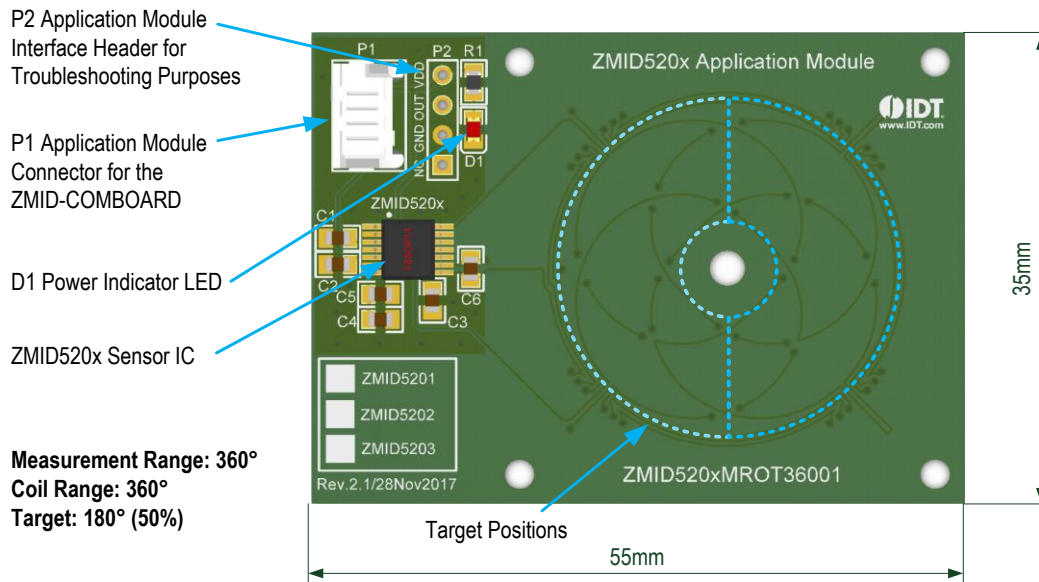 P2 Application Module
Interface Header for
Troubleshooting Purposes
P1 Application Module
Connector for the
ZMID-COMBOARD
D1 Power Indicator LED
ZMID520x Sensor IC
Measurement Range: 360°
Coil Range: 360°
Target: 180° (50%)
P1
P2
R1
VDD
OUT
GND
NC
D1
ZMID520x
C1
C2
C5
C4
C3
C6
ZMID5201
ZMID5202
ZMID5203
Rev.2.1/28Nov2017
ZMID520x Application Module
IDT
www.IDT.com
ZMID520xMROT36001
Target Positions
55mm
35mm